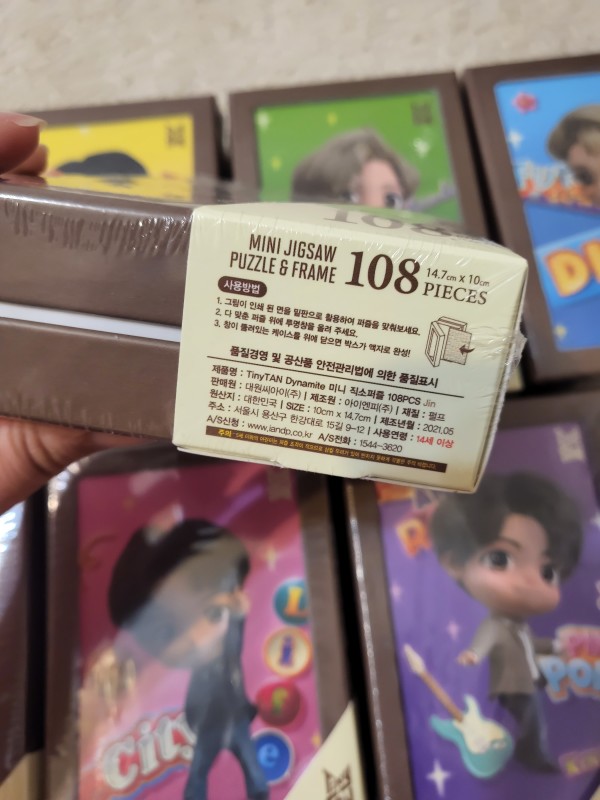 108
MINI JIGSAW
PUZZLE & FRAME
108 14.7cm x 10cm
PIECES
사용방법
1. 그림이 인쇄 된 면을 밑판으로 활용하여 퍼즐을 맞춰보세요.
2. 다 맞춘 퍼즐 위에 투명창을 올려 주세요.
3. 창이 뚫려있는 케이스를 위에 닫으면 박스가 액자로 완성!
품질경영 및 공산품 안전관리법에 의한 품질표시
제품명 : TinyTAN Dynamite 미니 직소퍼즐 108PCS Jin
판매원 : 대원씨아이(주) | 제조원 : 아이엔피(주) | 재질 : 펄프
원산지 : 대한민국 | SIZE : 10cm x 14.7cm | 제조년월 : 2021.05
주소 : 서울시 용산구 한강대로 15길 9-12 | 사용연령 : 14세 이상
A/S신청 : www.iandp.co.kr A/S전화 : 1544-3620
City